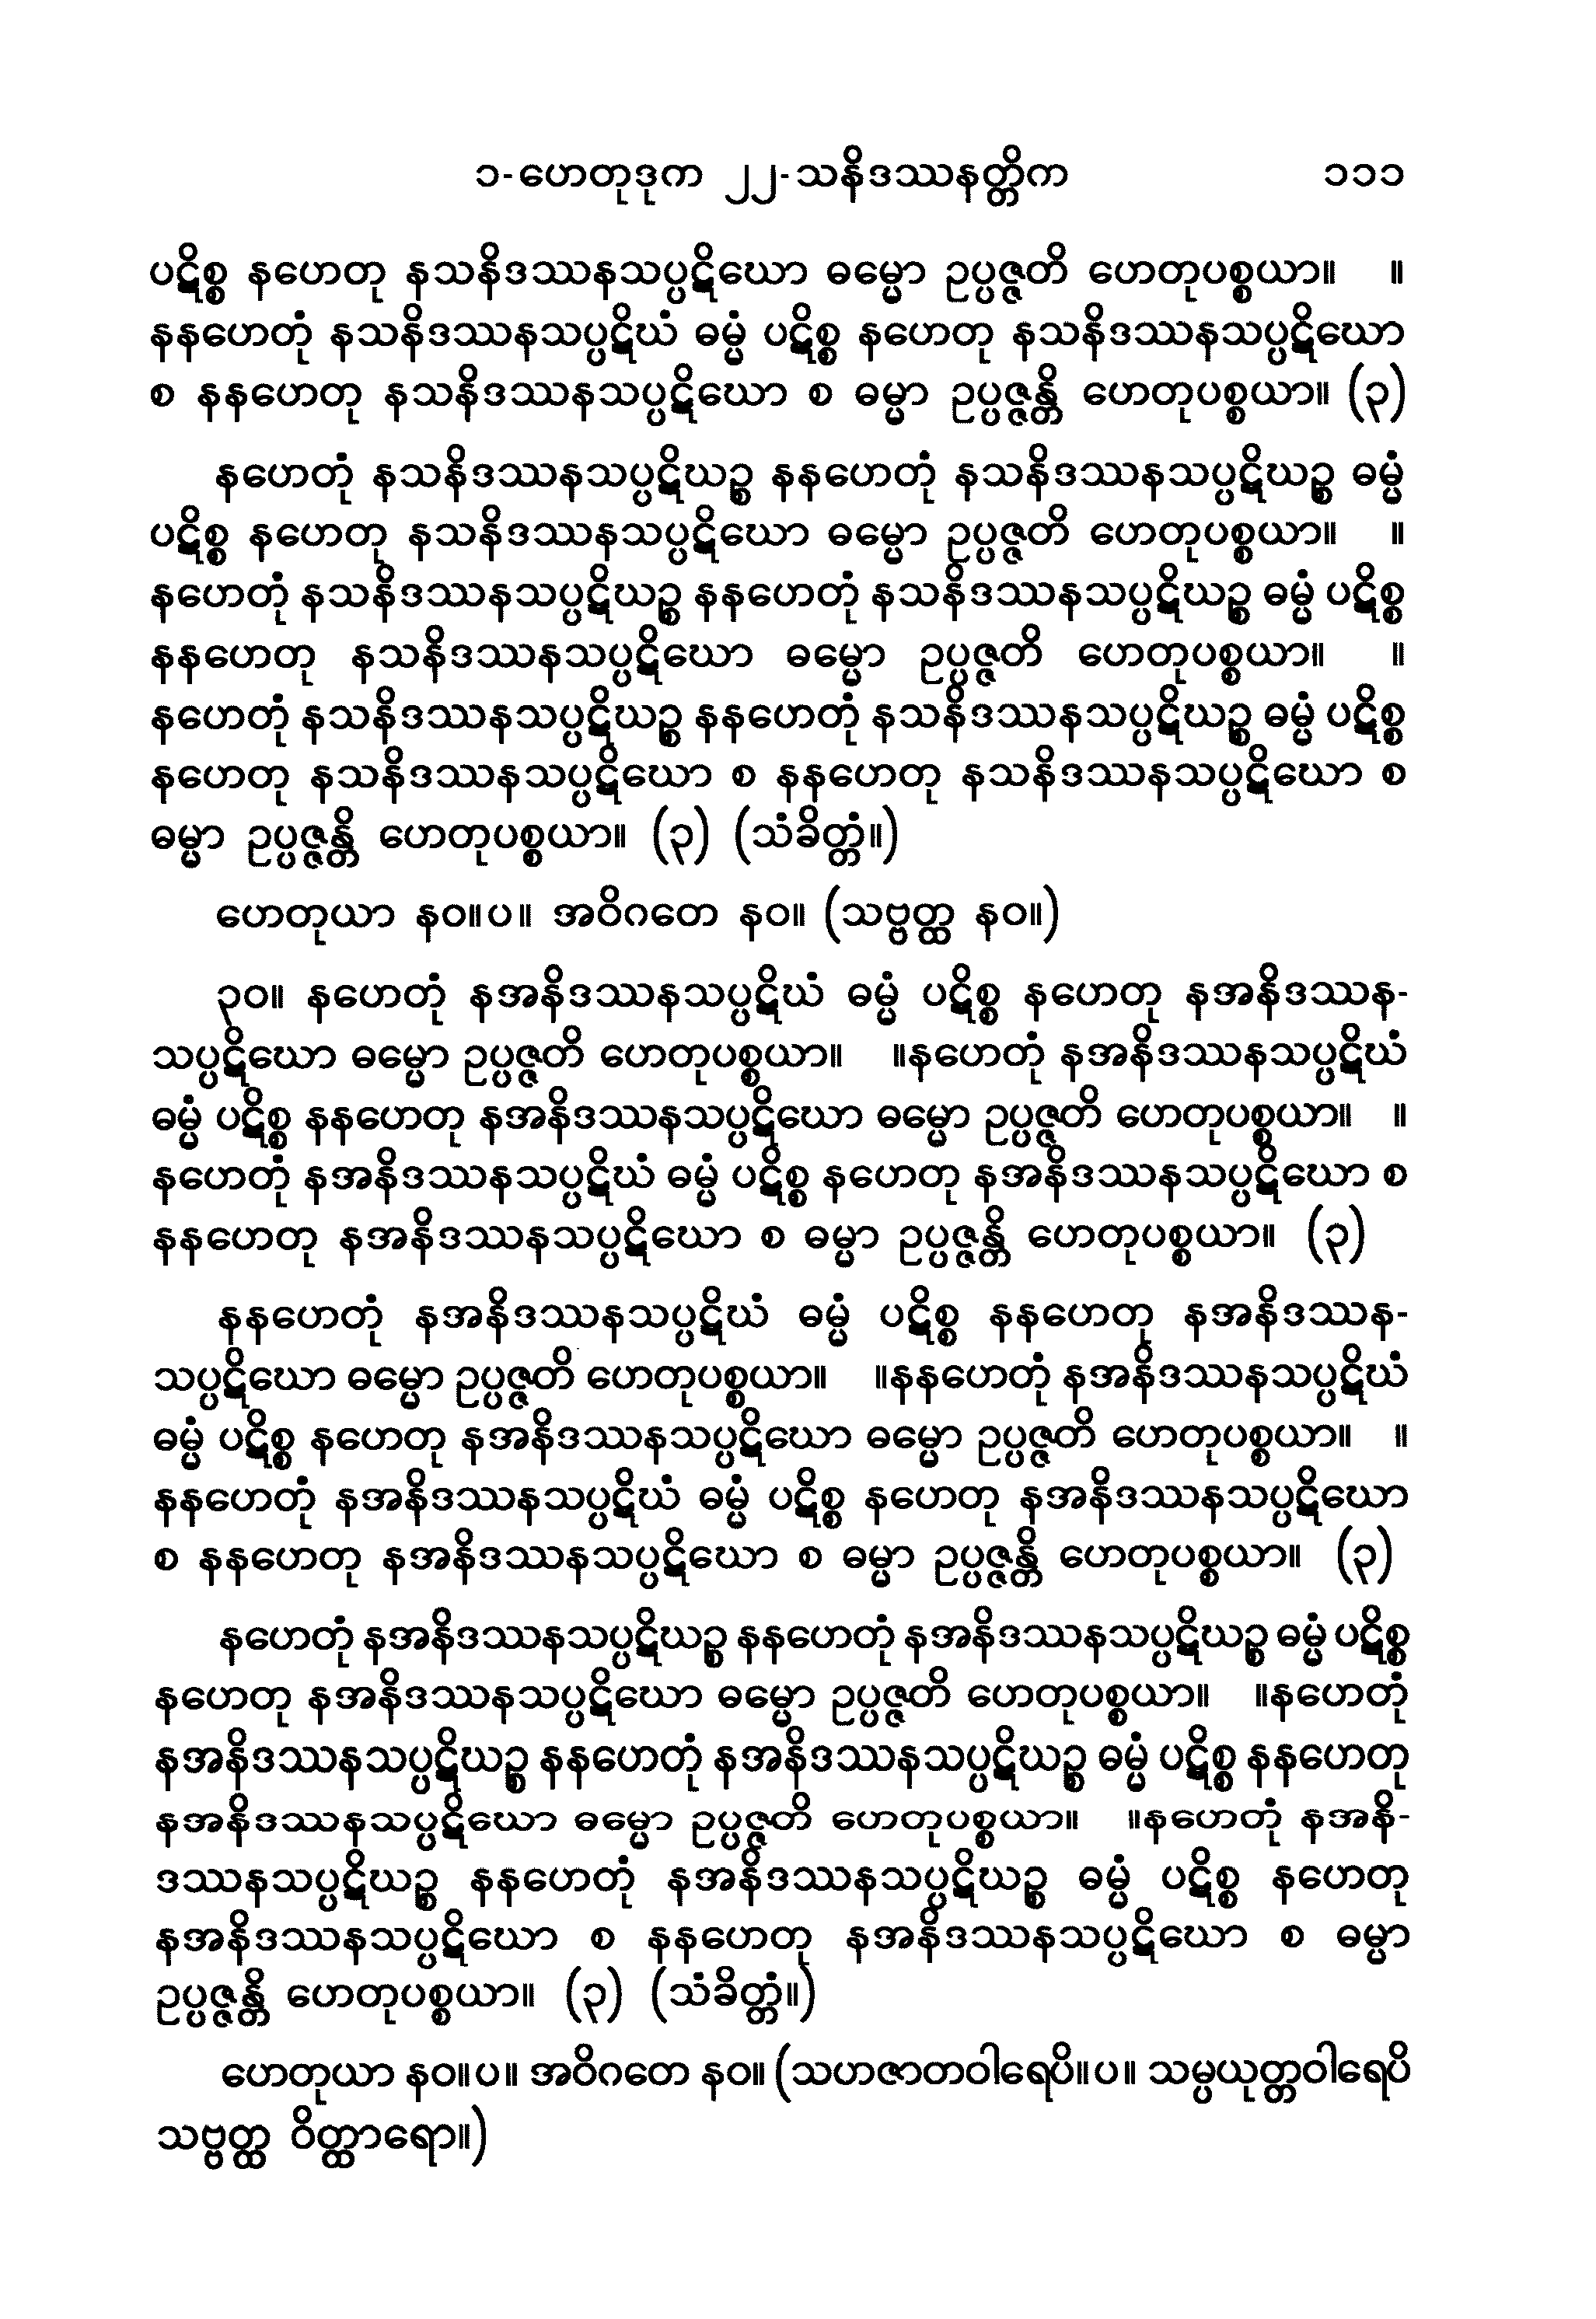 ၁-ဟေတုဒုက ၂၂-သနိဒဿနတ္တိက ၁၁၁
ပဋိစ္စ နဟေတု နသနိဒဿနသပ္ပဋိဃော ဓမ္မော ဥပ္ပဇ္ဇတိ ဟေတုပစ္စယာ။ ။
နနဟေတုံ နသနိဒဿနသပ္ပဋိဃံ ဓမ္မံ ပဋိစ္စ နဟေတု နသနိဒဿနသပ္ပဋိဃော
စ နနဟေတု နသနိဒဿနသပ္ပဋိဃော စ ဓမ္မာ ဥပ္ပဇ္ဇန္တိ ဟေတုပစ္စယာ။ (၃)
နဟေတုံ နသနိဒဿနသပ္ပဋိဃဉ္စ နနဟေတုံ နသနိဒဿနသပ္ပဋိဃဉ္စ ဓမ္မံ
ပဋိစ္စ နဟေတု နသနိဒဿနသပ္ပဋိဃော ဓမ္မော ဥပ္ပဇ္ဇတိ ဟေတုပစ္စယာ။ ။
နဟေတုံ နသနိဒဿနသပ္ပဋိဃဉ္စ နနဟေတုံ နသနိဒဿနသပ္ပဋိဃဉ္စ ဓမ္မံ ပဋိစ္စ
နနဟေတု နသနိဒဿနသပ္ပဋိဃော ဓမ္မော ဥပ္ပဇ္ဇတိ ဟေတုပစ္စယာ။ ။
နဟေတုံ နသနိဒဿနသပ္ပဋိဃဉ္စ နနဟေတုံ နသနိဒဿနသပ္ပဋိဃဉ္စ ဓမ္မံ ပဋိစ္စ
နဟေတု နသနိဒဿနသပ္ပဋိဃော စ နနဟေတု နသနိဒဿနသပ္ပဋိဃော စ
ဓမ္မာ ဥပ္ပဇ္ဇန္တိ ဟေတုပစ္စယာ။ (၃) (သံခိတ္တံ။)
ဟေတုယာ နဝ။ပ။ အဝိဂတေ နဝ။ (သဗ္ဗတ္ထ နဝ။)
၃၀။ နဟေတုံ နအနိဒဿနသပ္ပဋိဃံ ဓမ္မံ ပဋိစ္စ နဟေတု နအနိဒဿန-
သပ္ပဋိဃော ဓမ္မော ဥပ္ပဇ္ဇတိ ဟေတုပစ္စယာ။ ။နဟေတုံ နအနိဒဿနသပ္ပဋိဃံ
ဓမ္မံ ပဋိစ္စ နနဟေတု နအနိဒဿနသပ္ပဋိဃော ဓမ္မော ဥပ္ပဇ္ဇတိ ဟေတုပစ္စယာ။ ။
နဟေတုံ နအနိဒဿနသပ္ပဋိဃံ ဓမ္မံ ပဋိစ္စ နဟေတု နအနိဒဿနသပ္ပဋိဃော စ
နနဟေတု နအနိဒဿနသပ္ပဋိဃော စ ဓမ္မာ ဥပ္ပဇ္ဇန္တိ ဟေတုပစ္စယာ။ (၃)
နနဟေတုံ နအနိဒဿနသပ္ပဋိဃံ ဓမ္မံ ပဋိစ္စ နနဟေတု နအနိဒဿန-
သပ္ပဋိဃော ဓမ္မော ဥပ္ပဇ္ဇတိ ဟေတုပစ္စယာ။ ။နနဟေတုံ နအနိဒဿနသပ္ပဋိဃံ
ဓမ္မံ ပဋိစ္စ နဟေတု နအနိဒဿနသပ္ပဋိဃော ဓမ္မော ဥပ္ပဇ္ဇတိ ဟေတုပစ္စယာ။ ။
နနဟေတုံ နအနိဒဿနသပ္ပဋိဃံ ဓမ္မံ ပဋိစ္စ နဟေတု နအနိဒဿနသပ္ပဋိဃော
စ နနဟေတု နအနိဒဿနသပ္ပဋိဃော စ ဓမ္မာ ဥပ္ပဇ္ဇန္တိ ဟေတုပစ္စယာ။ (၃)
နဟေတုံ နအနိဒဿနသပ္ပဋိဃဉ္စ နနဟေတုံ နအနိဒဿနသပ္ပဋိဃဉ္စ ဓမ္မံ ပဋိစ္စ
နဟေတု နအနိဒဿနသပ္ပဋိဃော ဓမ္မော ဥပ္ပဇ္ဇတိ ဟေတုပစ္စယာ။ ။နဟေတုံ
နအနိဒဿနသပ္ပဋိဃဉ္စ နနဟေတုံ နအနိဒဿနသပ္ပဋိဃဉ္စ ဓမ္မံ ပဋိစ္စ နနဟေတု
နအနိဒဿနသပ္ပဋိဃော ဓမ္မော ဥပ္ပဇ္ဇတိ ဟေတုပစ္စယာ။ ။နဟေတုံ နအနိ-
ဒဿနသပ္ပဋိဃဉ္စ နနဟေတုံ နအနိဒဿနသပ္ပဋိဃဉ္စ ဓမ္မံ ပဋိစ္စ နဟေတု
နအနိဒဿနသပ္ပဋိဃော စ နနဟေတု နအနိဒဿနသပ္ပဋိဃော စ ဓမ္မာ
ဥပ္ပဇ္ဇန္တိ ဟေတုပစ္စယာ။ (၃) (သံခိတ္တံ။)
ဟေတုယာ နဝ။ပ။ အဝိဂတေ နဝ။ (သဟဇာတဝါရေပိ။ပ။ သမ္ပယုတ္တဝါရေပိ
သဗ္ဗတ္ထ ဝိတ္ထာရော။)